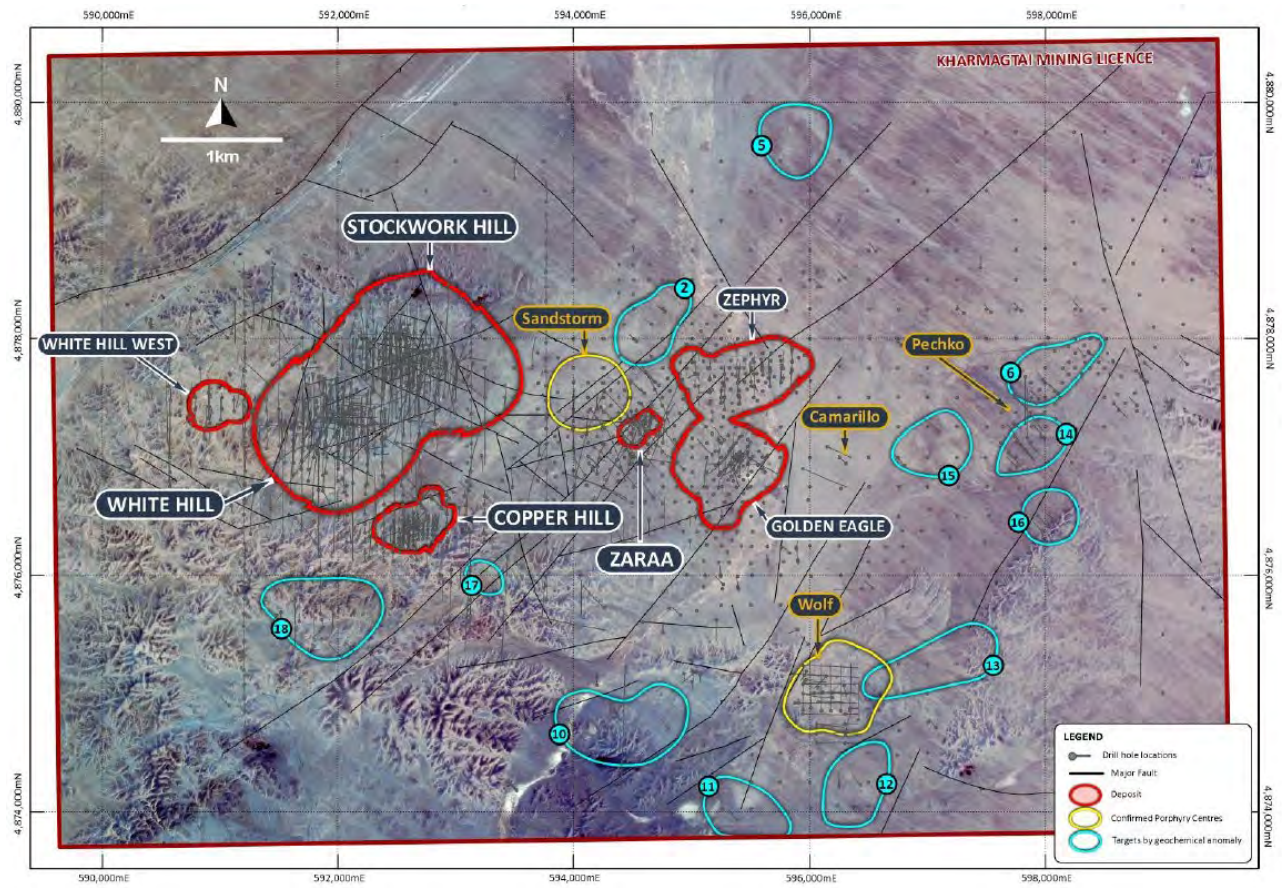 590,000mE
592,000mE
594,000mE
596,000mE
598,000mE
KHARMAGTAI MINING LICENCE
4,880,000mN
4,880,000mN
N
1km
5
STOCKWORK HILL
2
ZEPHYR
Sandstorm
4,878,000mN
4,878,000mN
WHITE HILL WEST
Pechko
6
Camarillo
14
15
WHITE HILL
COPPER HILL
GOLDEN EAGLE
16
ZARAA
4,876,000mN
4,876,000mN
17
Wolf
18
13
10
LEGEND
Drill hole locations
Major Fault
Deposit
Confirmed Porphyry Centres
Targets by geochemical anomaly
11
12
4,874,000mN
4,874,000mN
590,000mE
592,000mE
594,000mE
596,000mE
598,000mE